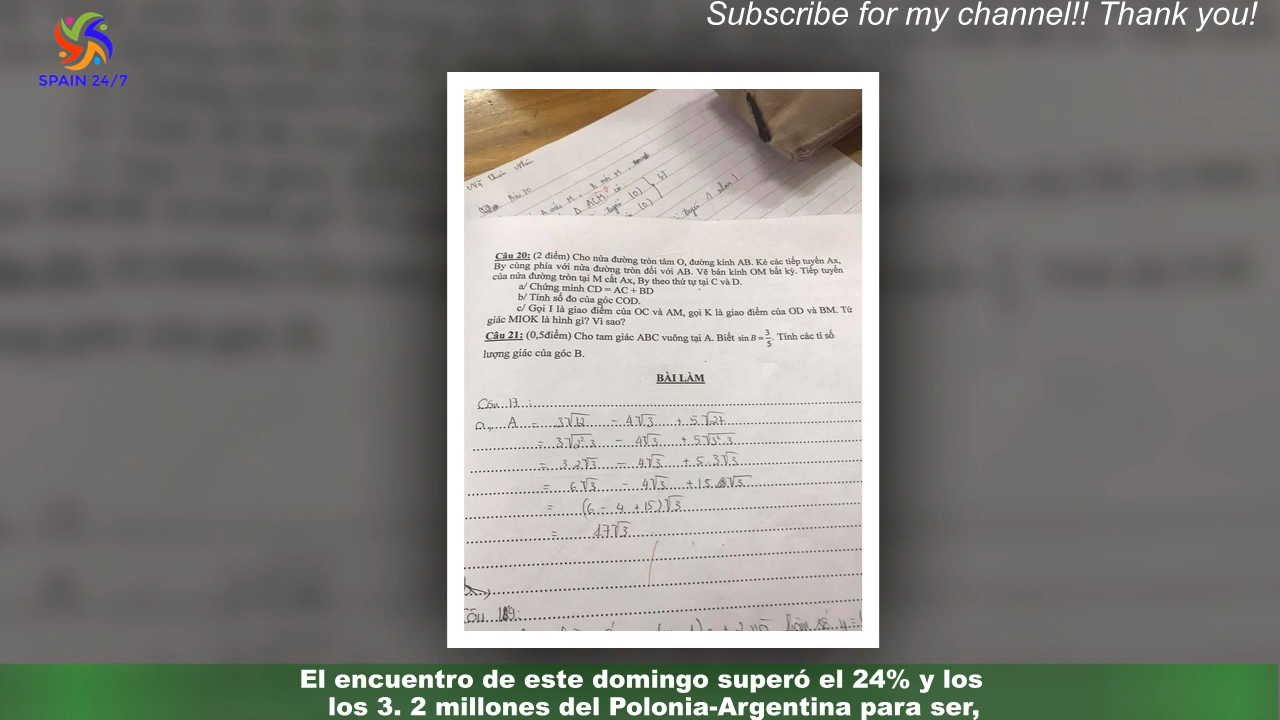 Subscribe for my channel!! Thank you!
SPAIN 24/7
Bài 20
Câu 20: (2 điểm) Cho nửa đường tròn tâm O, đường kính AB. Kẻ các tiếp tuyến Ax,
By cùng phía với nửa đường tròn đối với AB. Vẽ bán kính OM bất kỳ. Tiếp tuyến
của nửa đường tròn tại M cắt Ax, By theo thứ tự tại C và D.
a/ Chứng minh CD = AC + BD
b/ Tính số đo của góc COD.
c/ Gọi I là giao điểm của OC và AM, gọi K là giao điểm của OD và BM. Tứ
giác MIOK là hình gì? Vì sao?
Câu 21: (0,5điểm) Cho tam giác ABC vuông tại A. Biết sin B = 3/5. Tính các tỉ số
lượng giác của góc B.
BÀI LÀM
Câu 17:
a, A = 3√12 - 4√3 + 5√27
= 3√2².3 - 4√3 + 5√3².3
= 3.2√3 - 4√3 + 5.3√3
= 6√3 - 4√3 + 15√3
= (6 - 4 + 15)√3
= 17√3
El encuentro de este domingo superó el 24% y los
los 3. 2 millones del Polonia-Argentina para ser,